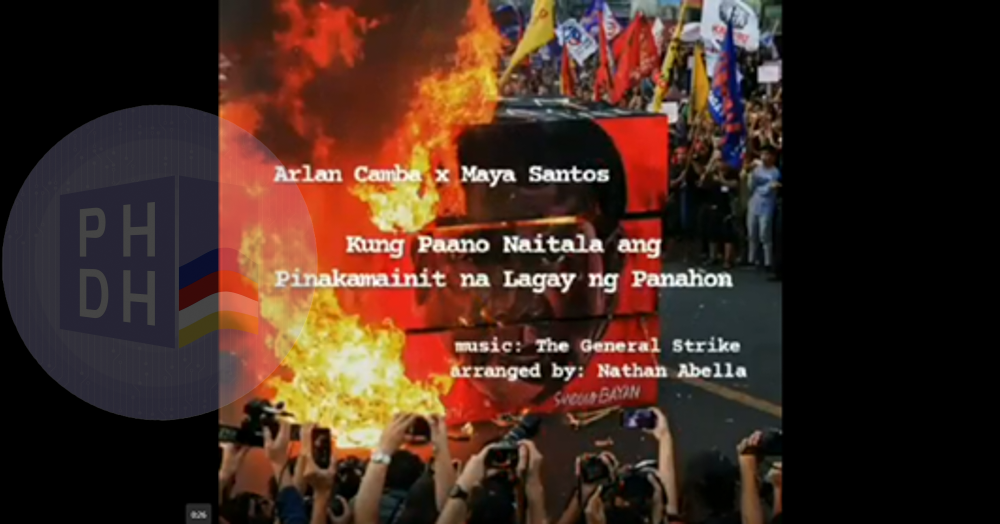 Arlan Camba x Maya Santos
Kung Paano Naitala ang
Pinakamainit na Lagay ng Panahon
music: The General Strike
arranged by: Nathan Abella
BAYAN
PH
DH
0:26